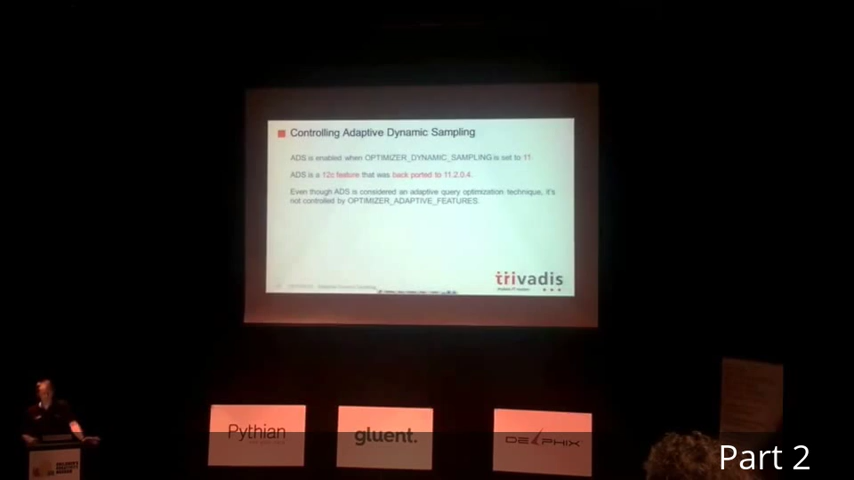 Controlling Adaptive Dynamic Sampling
ADS is enabled when OPTIMIZER_DYNAMIC_SAMPLING is set to 11.
ADS is a 12c feature that was back ported to 11.2.0.4.
Even though ADS is considered an adaptive query optimization technique, it's
not controlled by OPTIMIZER_ADAPTIVE_FEATURES.
trivadis
Pythian
gluent.
DELPHIX
Part 2